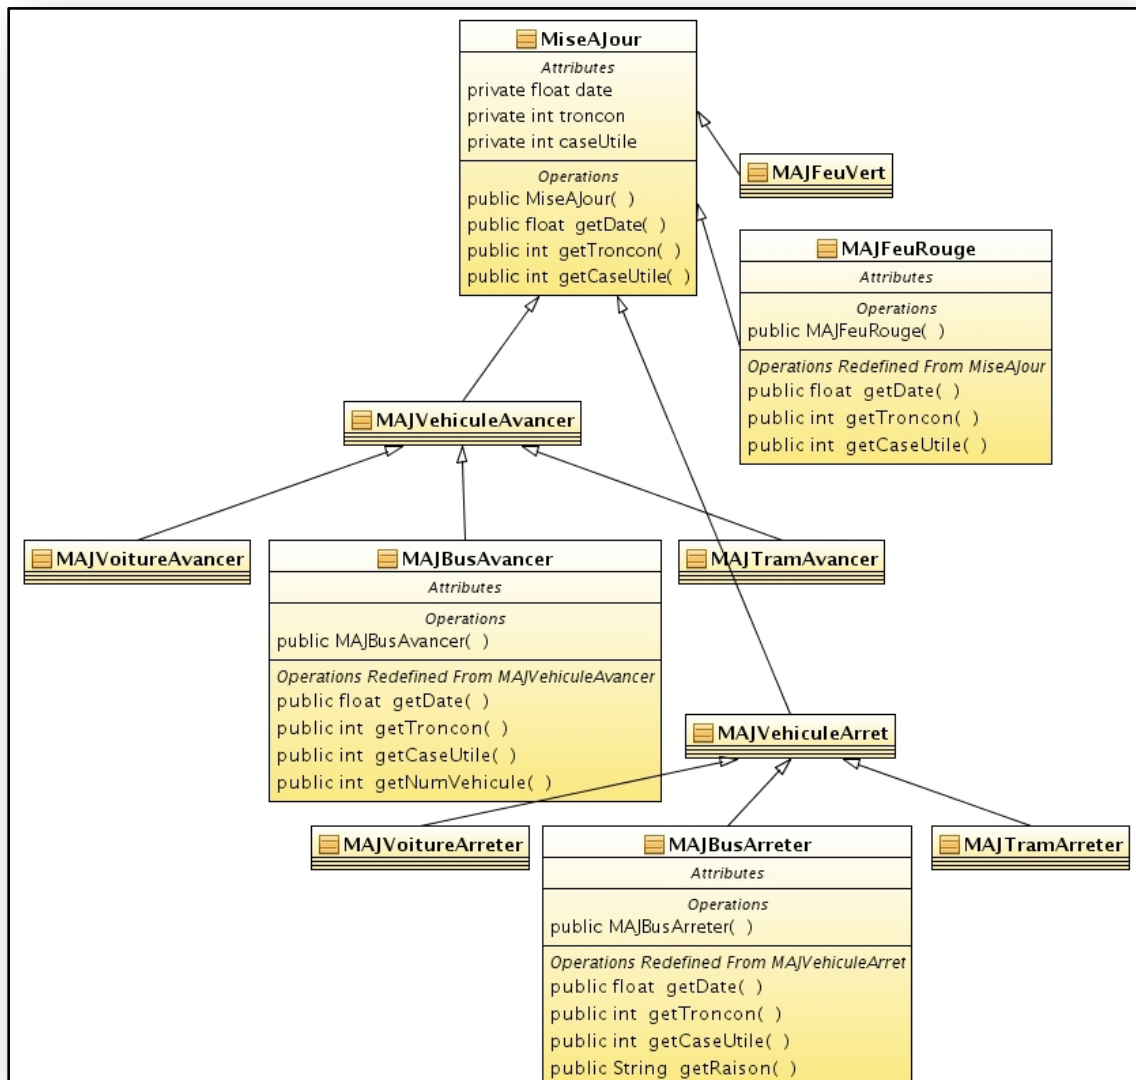 MiseAJour
Attributes
private float date
private int troncon
private int caseUtile
Operations
public MiseAJour( )
public float getDate( )
public int getTroncon( )
public int getCaseUtile( )
MAJFeuVert
MAJFeuRouge
Attributes
Operations
public MAJFeuRouge( )
Operations Redefined From MiseAJour
public float getDate( )
public int getTroncon( )
public int getCaseUtile( )
MAJVehiculeAvancer
MAJVoitureAvancer
MAJBusAvancer
Attributes
Operations
public MAJBusAvancer( )
Operations Redefined From MAJVehiculeAvancer
public float getDate( )
public int getTroncon( )
public int getCaseUtile( )
public int getNumVehicule( )
MAJTramAvancer
MAJVehiculeArret
MAJVoitureArreter
MAJBusArreter
Attributes
Operations
public MAJBusArreter( )
Operations Redefined From MAJVehiculeArret
public float getDate( )
public int getTroncon( )
public int getCaseUtile( )
public String getRaison( )
MAJTramArreter